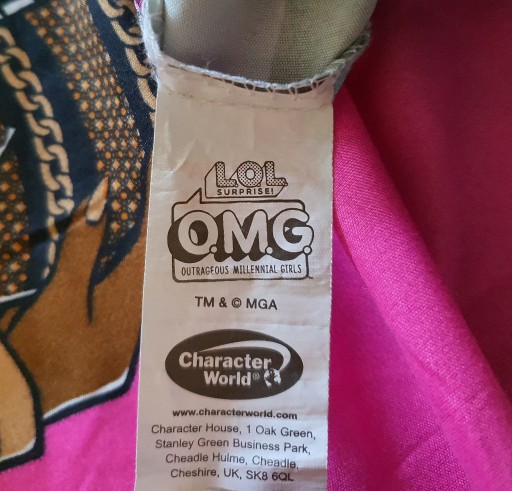 L.O.L
SURPRISE!
O.M.G.
OUTRAGEOUS MILLENNIAL GIRLS
TM & © MGA
Character
World®
www.characterworld.com
Character House, 1 Oak Green,
Stanley Green Business Park,
Cheadle Hulme, Cheadle,
Cheshire, UK, SK8 6QL